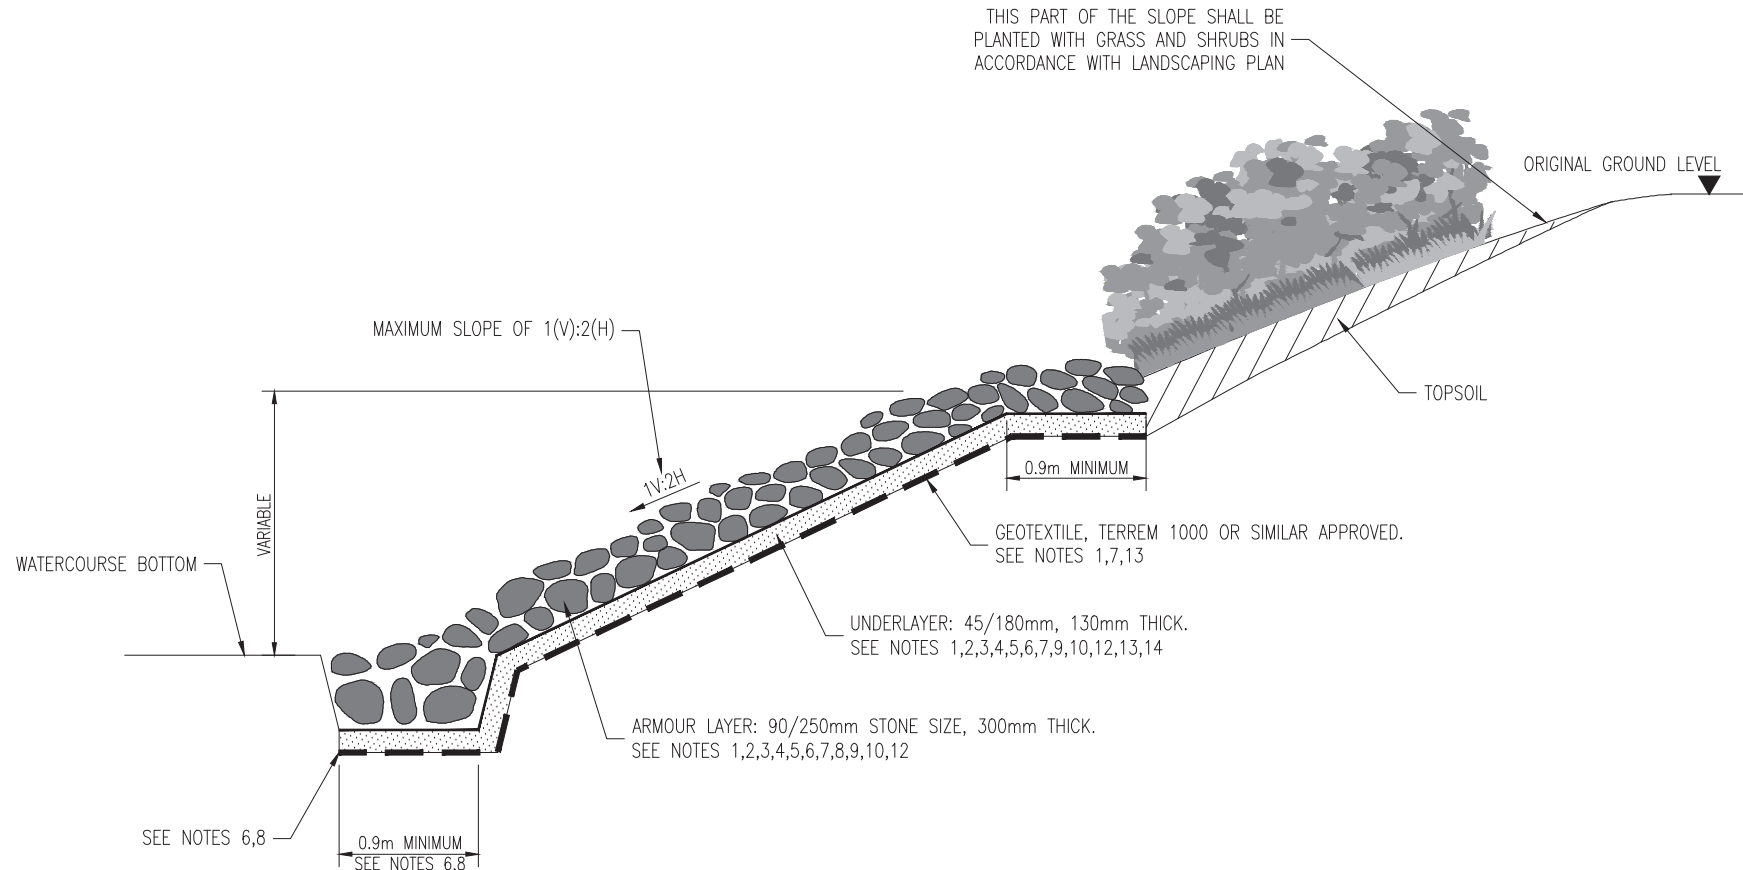 THIS PART OF THE SLOPE SHALL BE
PLANTED WITH GRASS AND SHRUBS IN
ACCORDANCE WITH LANDSCAPING PLAN
ORIGINAL GROUND LEVEL
MAXIMUM SLOPE OF 1(V):2(H)
TOPSOIL
0.9m MINIMUM
1V:2H
VARIABLE
GEOTEXTILE, TERREM 1000 OR SIMILAR APPROVED.
SEE NOTES 1,7,13
WATERCOURSE BOTTOM
UNDERLAYER: 45/180mm, 130mm THICK.
SEE NOTES 1,2,3,4,5,6,7,9,10,12,13,14
ARMOUR LAYER: 90/250mm STONE SIZE, 300mm THICK.
SEE NOTES 1,2,3,4,5,6,7,8,9,10,12
SEE NOTES 6,8
0.9m MINIMUM
SEE NOTES 6,8